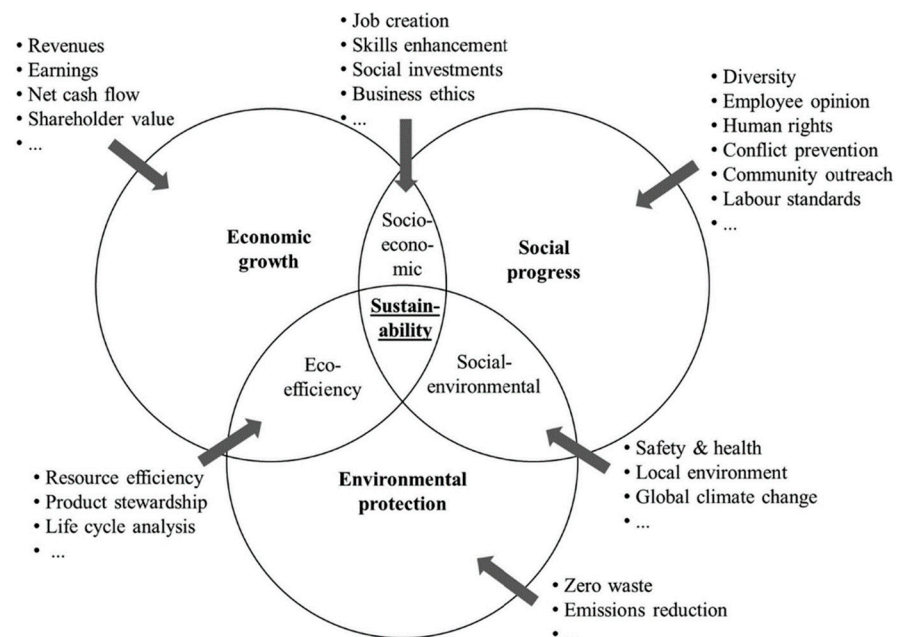 • Job creation
• Skills enhancement
• Social investments
• Business ethics
• ...
• Revenues
• Earnings
• Net cash flow
• Shareholder value
• ...
• Diversity
• Employee opinion
• Human rights
• Conflict prevention
• Community outreach
• Labour standards
• ...
Economic
growth
Socio-
econo-
mic
Social
progress
Sustain-
ability
Eco-
efficiency
Social-
environmental
• Resource efficiency
• Product stewardship
• Life cycle analysis
• ...
Environmental
protection
• Safety & health
• Local environment
• Global climate change
• ...
• Zero waste
• Emissions reduction
• ...